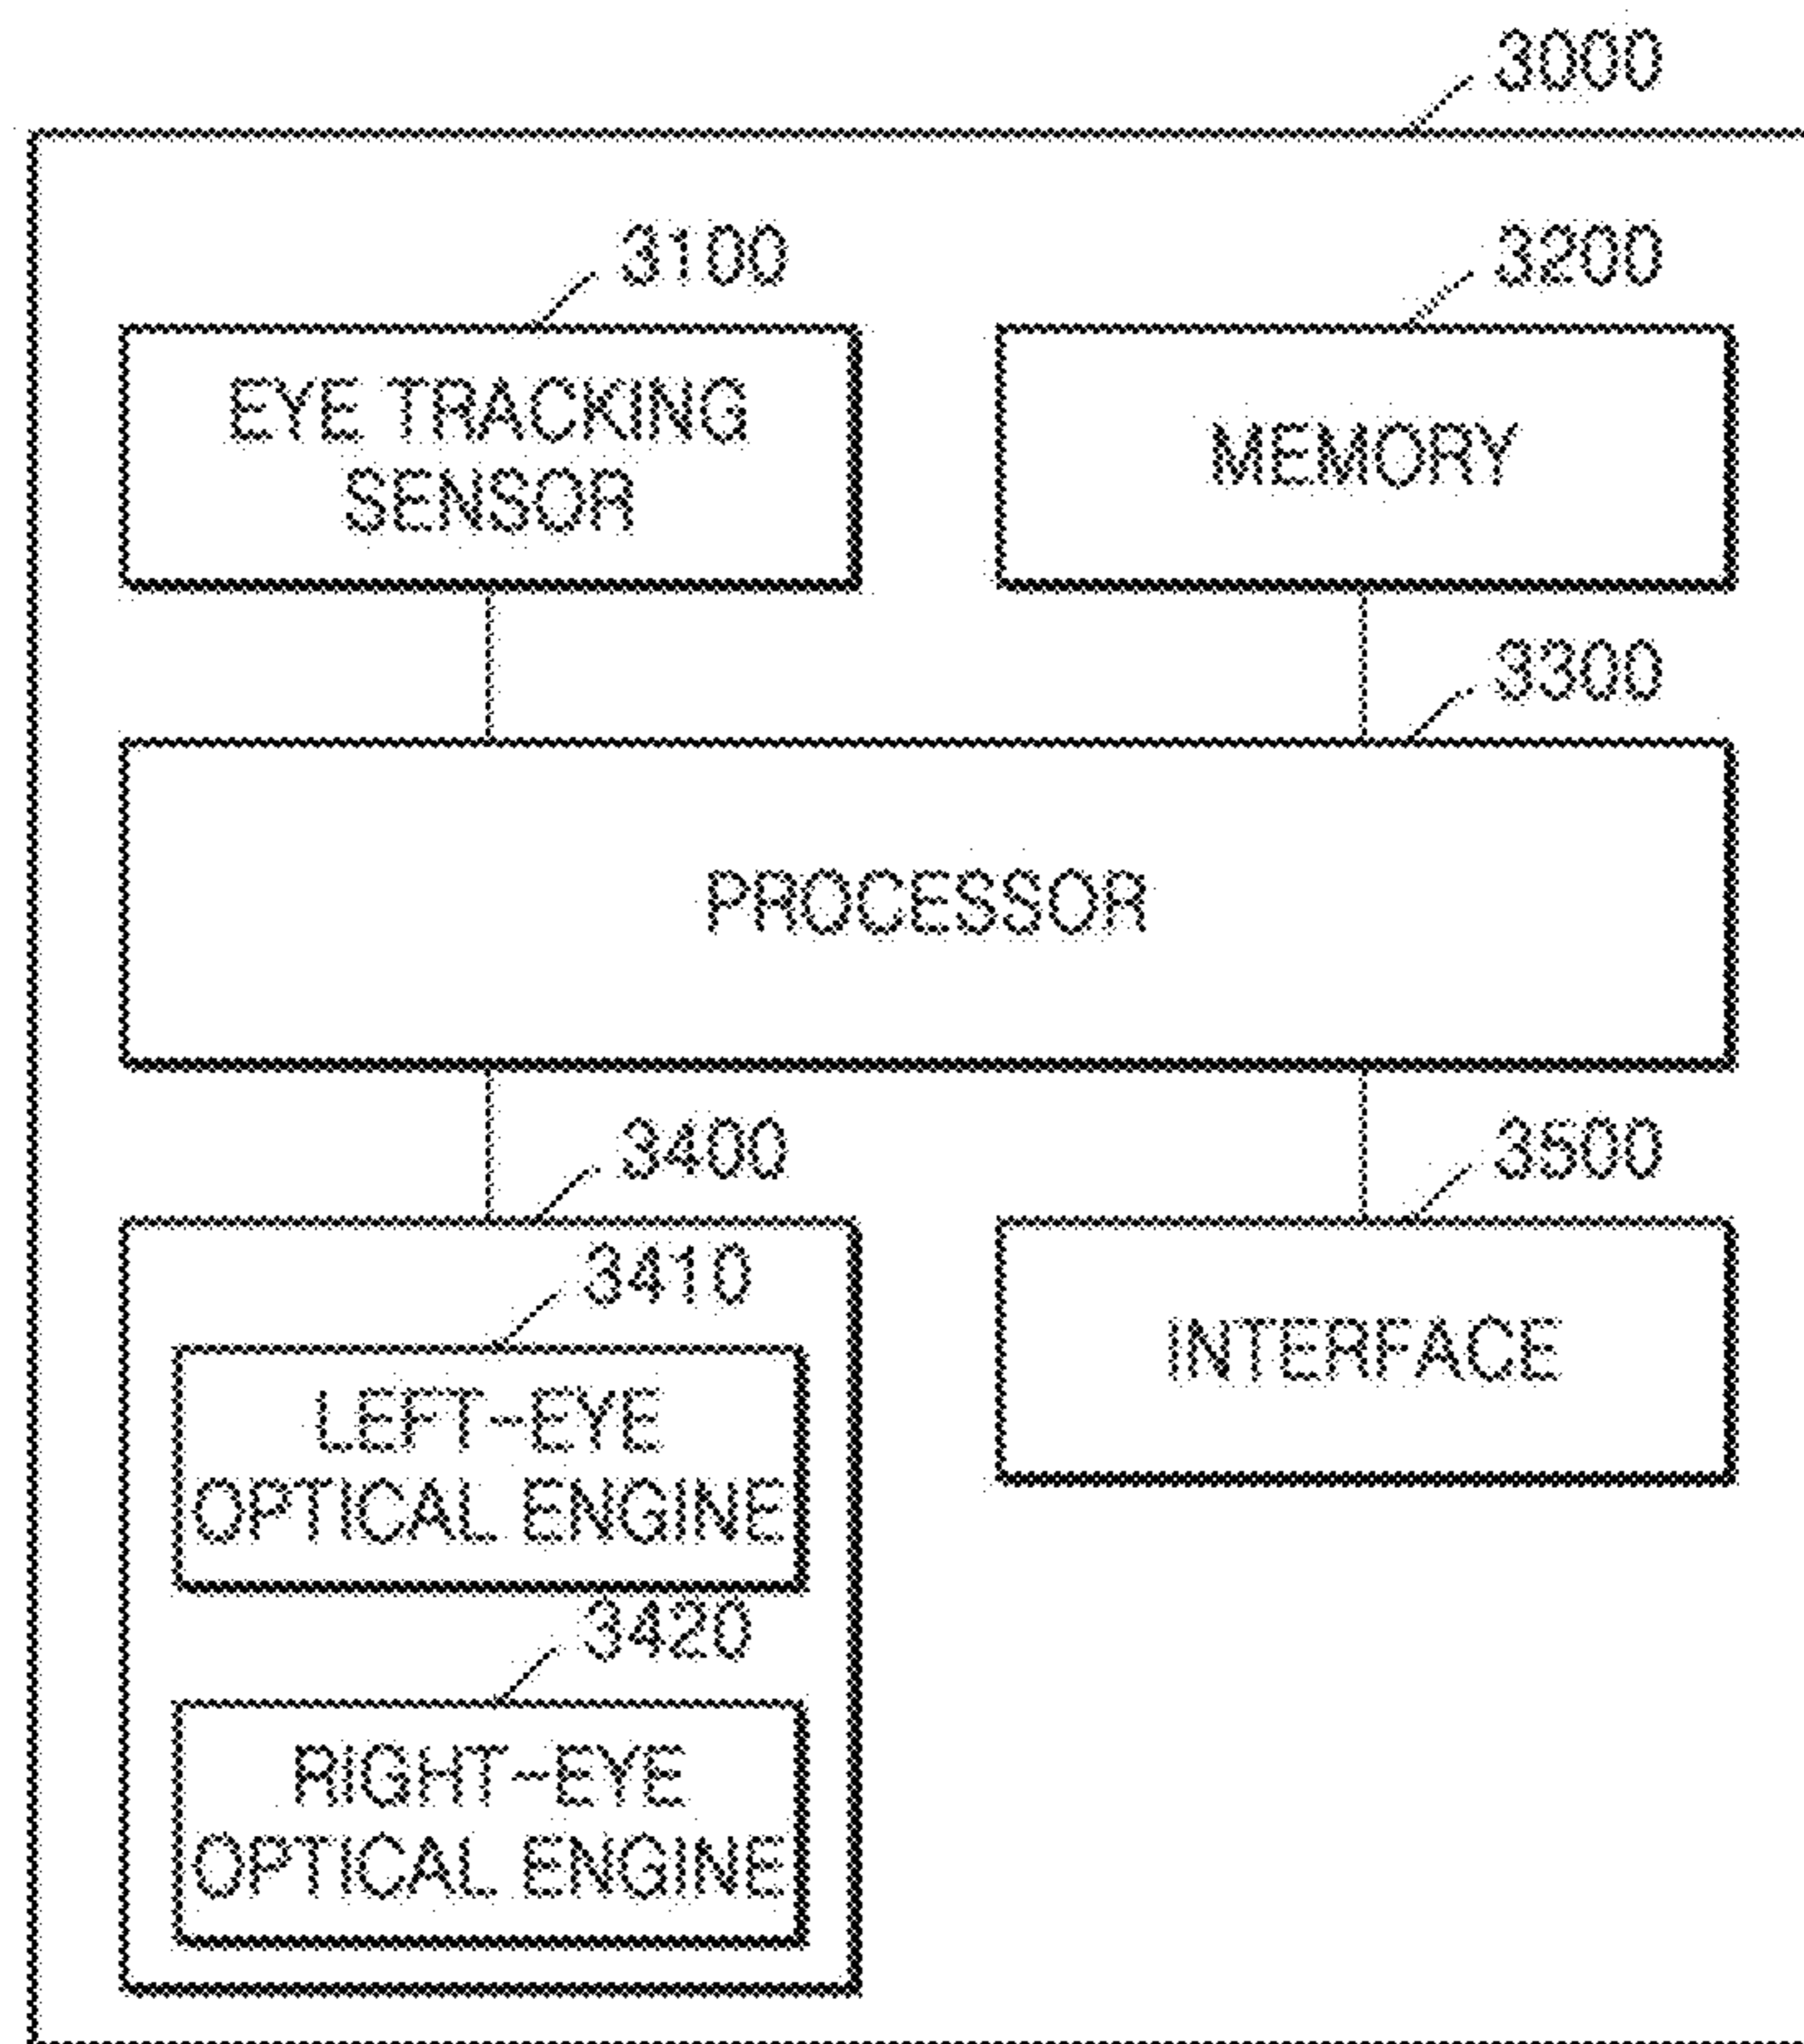 3000
3100
3200
EYE TRACKING
SENSOR
MEMORY
3300
PROCESSOR
3400
3500
3410
LEFT-EYE
OPTICAL ENGINE
INTERFACE
3420
RIGHT-EYE
OPTICAL ENGINE